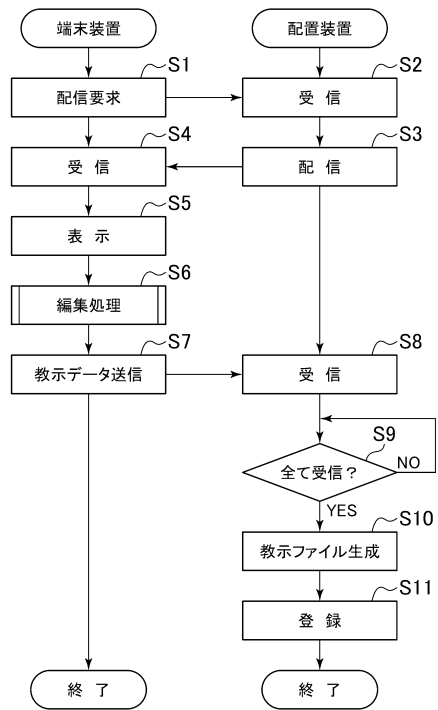 端末装置
配置装置
S1
S2
配信要求
受 信
S4
S3
受 信
配 信
S5
表 示
S6
編集処理
S7
S8
教示データ送信
受 信
S9
全て受信？
NO
YES
S10
教示ファイル生成
S11
登 録
終 了
終 了